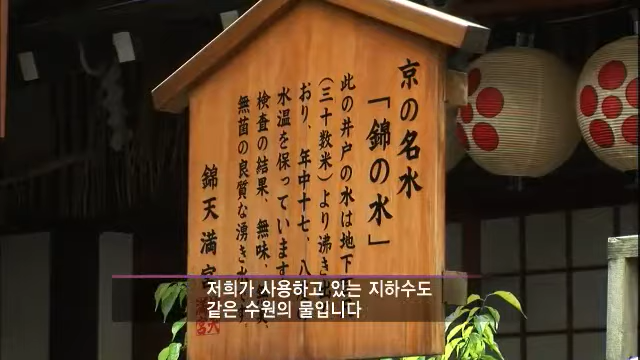 京の名水
「錦の水」
此の井戸の水は地下
(三十数米)より沸き
おり、年中十七、八
水温を保っています
検査の結果、無味、
無菌の良質な湧き
錦天満宮
저희가 사용하고 있는 지하수도
같은 수원의 물입니다